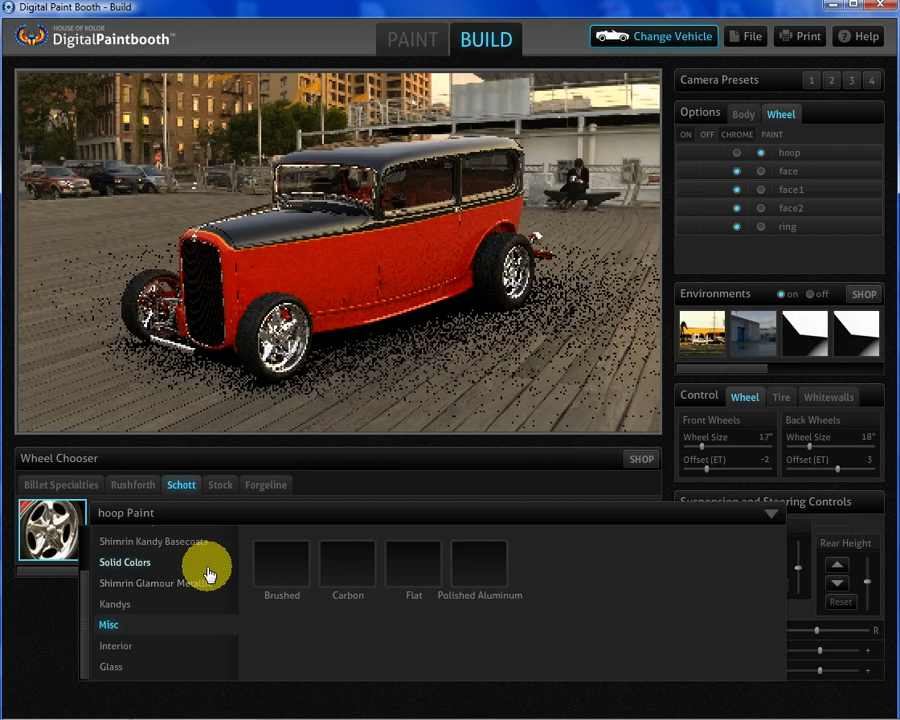 Digital Paint Booth - Build
HOUSE OF KOLOR
DigitalPaintbooth™
PAINT
BUILD
Change Vehicle
File
Print
? Help
Camera Presets
1 2 3 4
Options
Body
Wheel
ON OFF CHROME PAINT
hoop
face
face1
face2
ring
Environments
on
off
SHOP
Control
Wheel
Tire
Whitewalls
Front Wheels
Wheel Size 17"
Offset (ET) -2
Back Wheels
Wheel Size 18"
Offset (ET) 3
Wheel Chooser
SHOP
Billet Specialties
Rushforth
Schott
Stock
Forgeline
Suspension and Steering Controls
hoop Paint
Shimrin Kandy Basecoats
Solid Colors
Shimrin Glamour
Kandys
Misc
Interior
Glass
Brushed
Carbon
Flat
Polished Aluminum
Rear Height
Reset
R
+
+